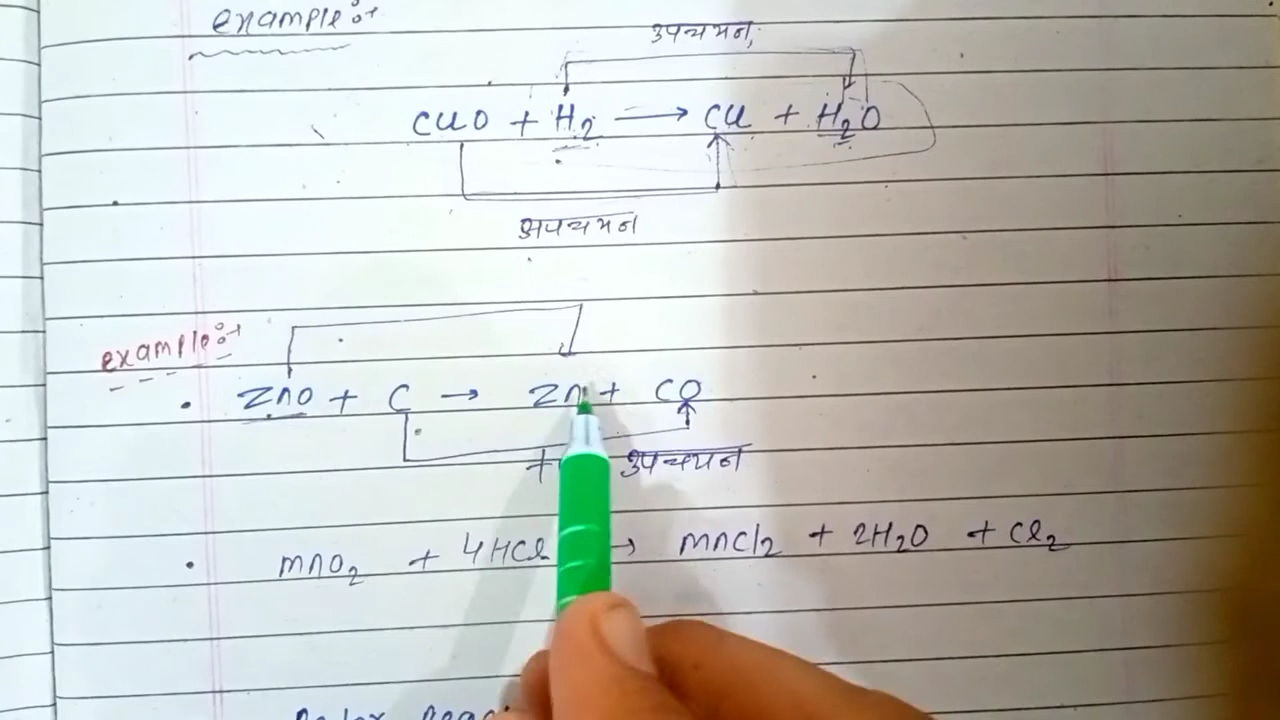 example:-
उपचयन,
CuO + H₂ → Cu + H₂O
अपचयन
example:-
• ZnO + C → Zn + CO
+ उपचयन
• MnO₂ + 4HCl → MnCl₂ + 2H₂O + Cl₂